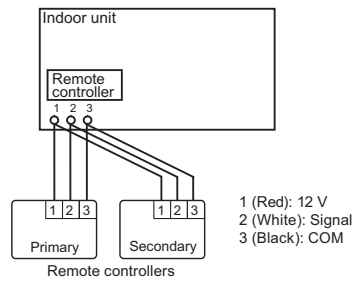 Indoor unit
Remote
controller
1 2 3
1 2 3
1 2 3
Primary
Secondary
Remote controllers
1 (Red): 12 V
2 (White): Signal
3 (Black): COM